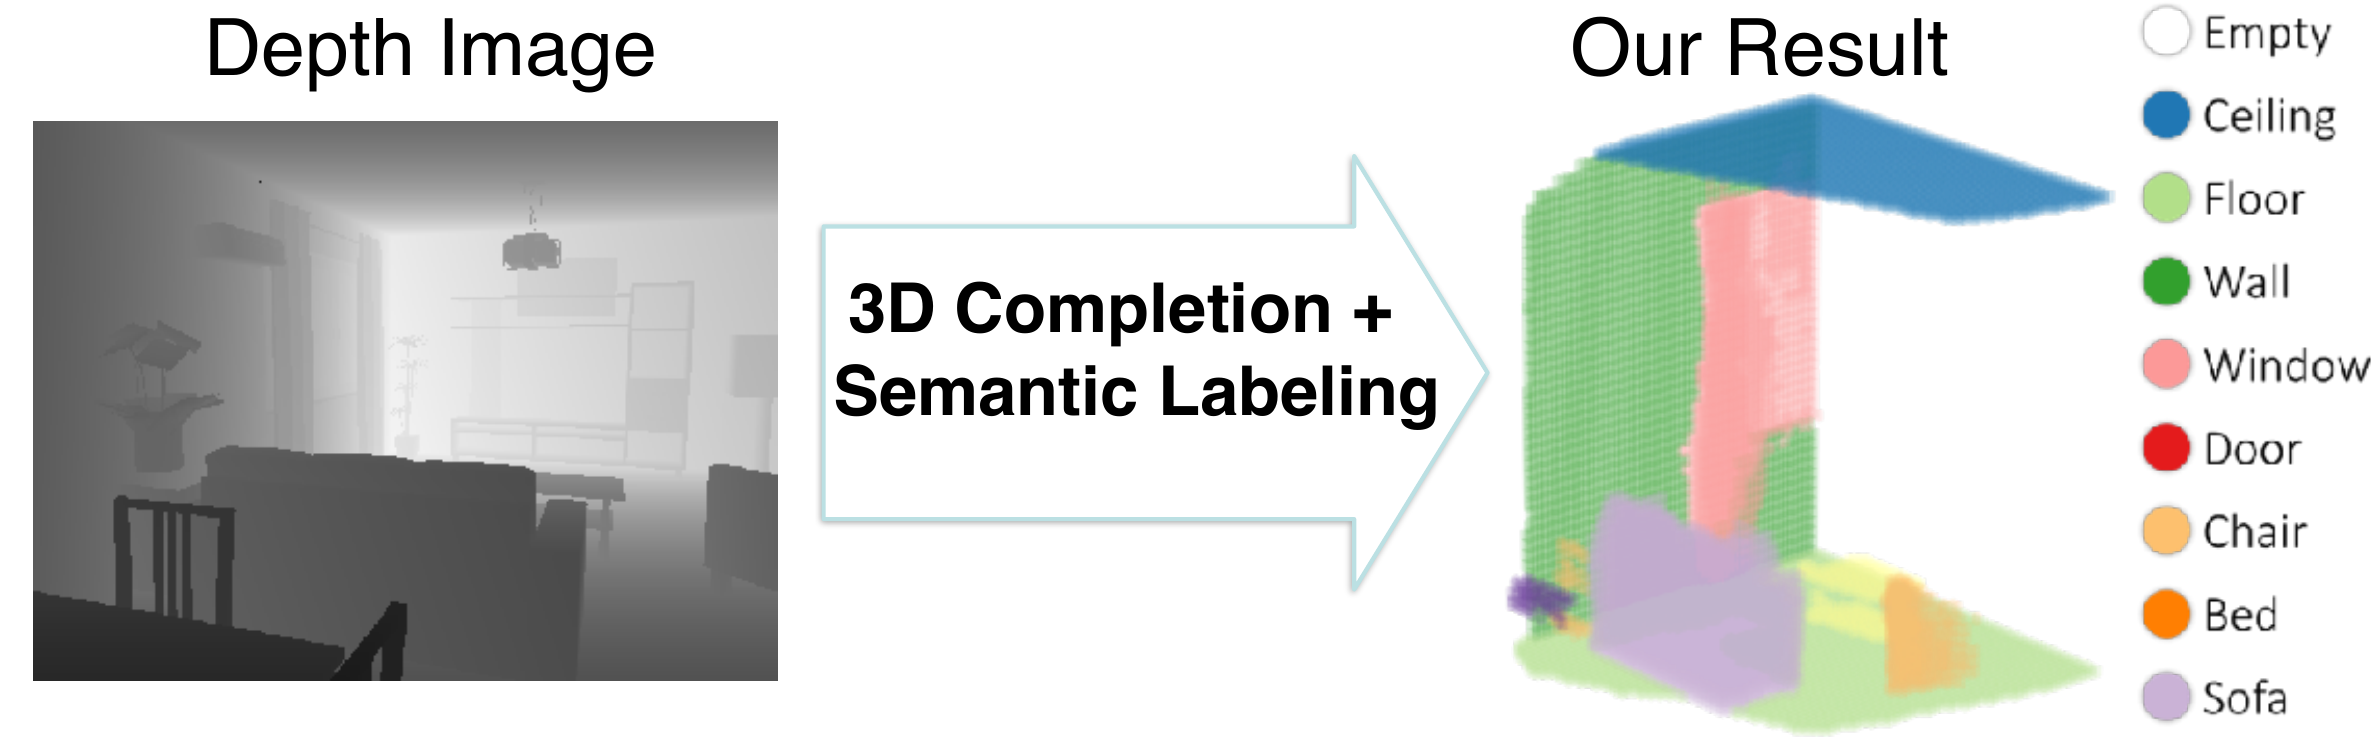 Depth Image
3D Completion +
Semantic Labeling
Our Result
Empty
Ceiling
Floor
Wall
Window
Door
Chair
Bed
Sofa